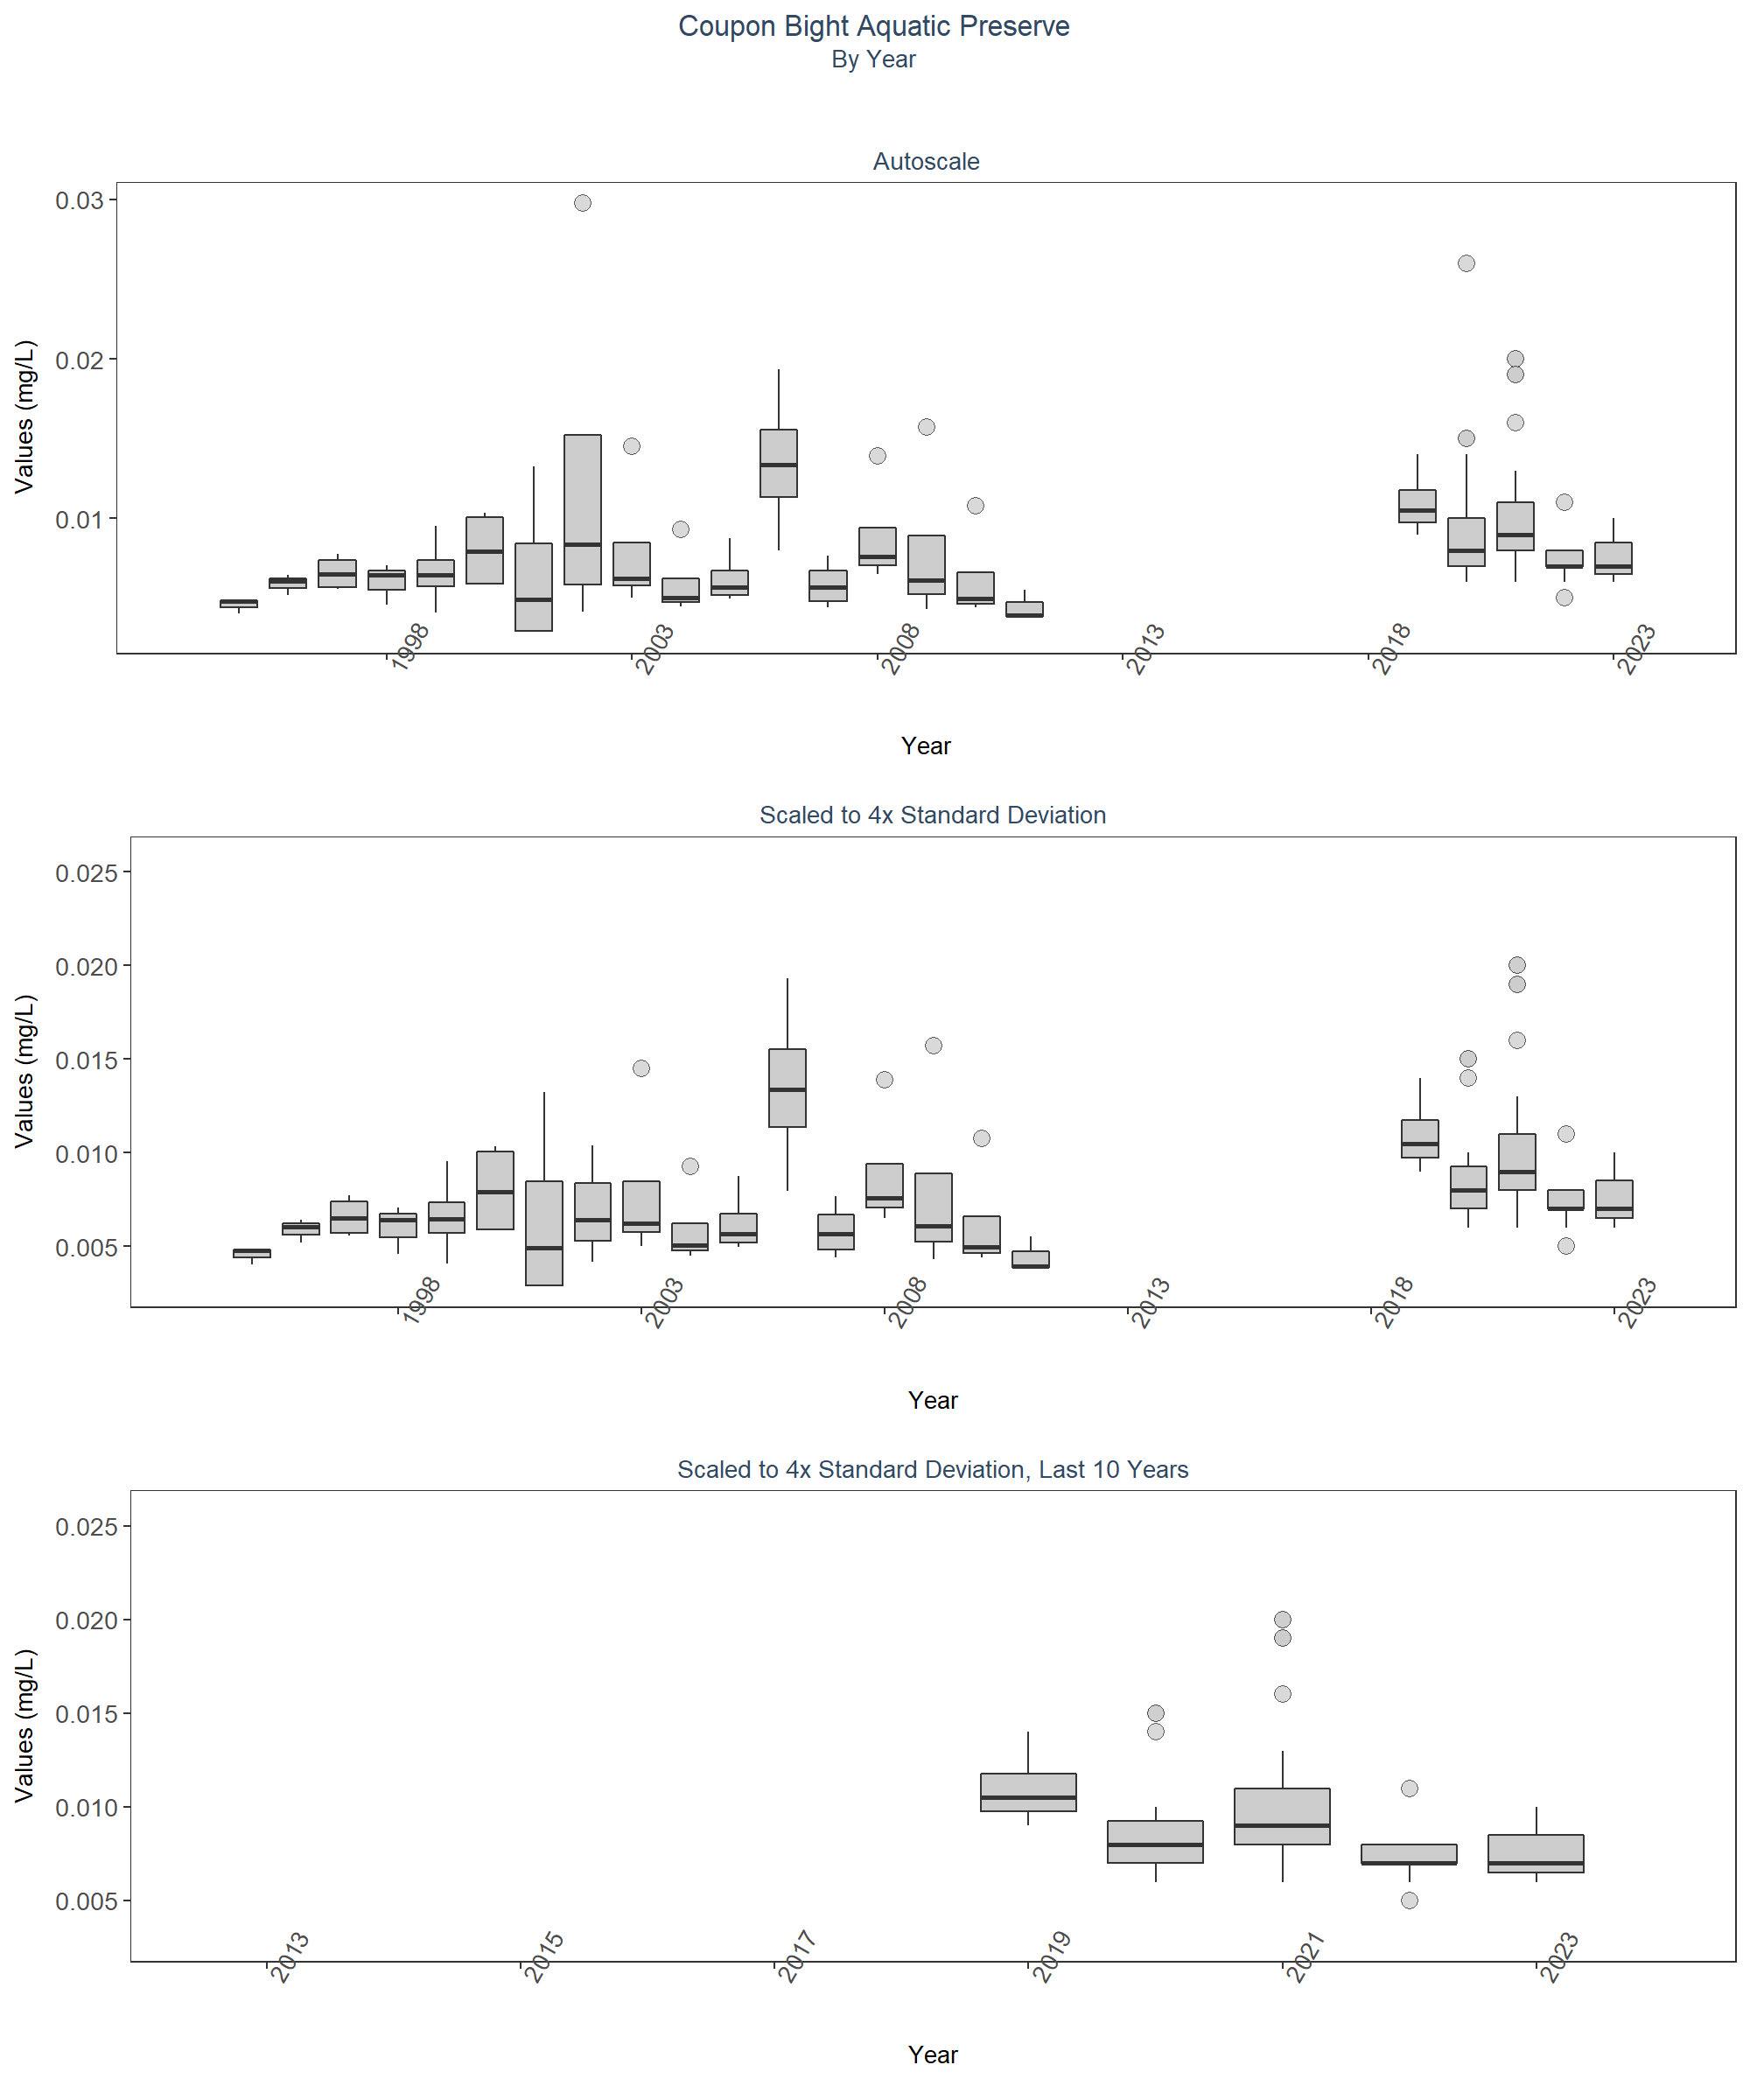 Coupon Bight Aquatic Preserve
By Year
Autoscale
0.03
0.02
0.01
Values (mg/L)
1998 2003 2008 2013 2018 2023
Year
Scaled to 4x Standard Deviation
0.025
0.020
0.015
0.010
0.005
Values (mg/L)
1998 2003 2008 2013 2018 2023
Year
Scaled to 4x Standard Deviation, Last 10 Years
0.025
0.020
0.015
0.010
0.005
Values (mg/L)
2013 2015 2017 2019 2021 2023
Year